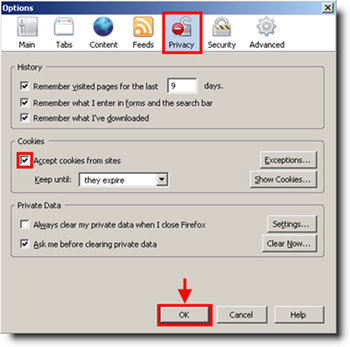 Options
Main Tabs Content Feeds Privacy Security Advanced
History
Remember visited pages for the last 9 days.
Remember what I enter in forms and the search bar
Remember what I've downloaded
Cookies
Accept cookies from sites Exceptions...
Keep until: they expire Show Cookies...
Private Data
Always clear my private data when I close Firefox Settings...
Ask me before clearing private data Clear Now...
OK Cancel Help